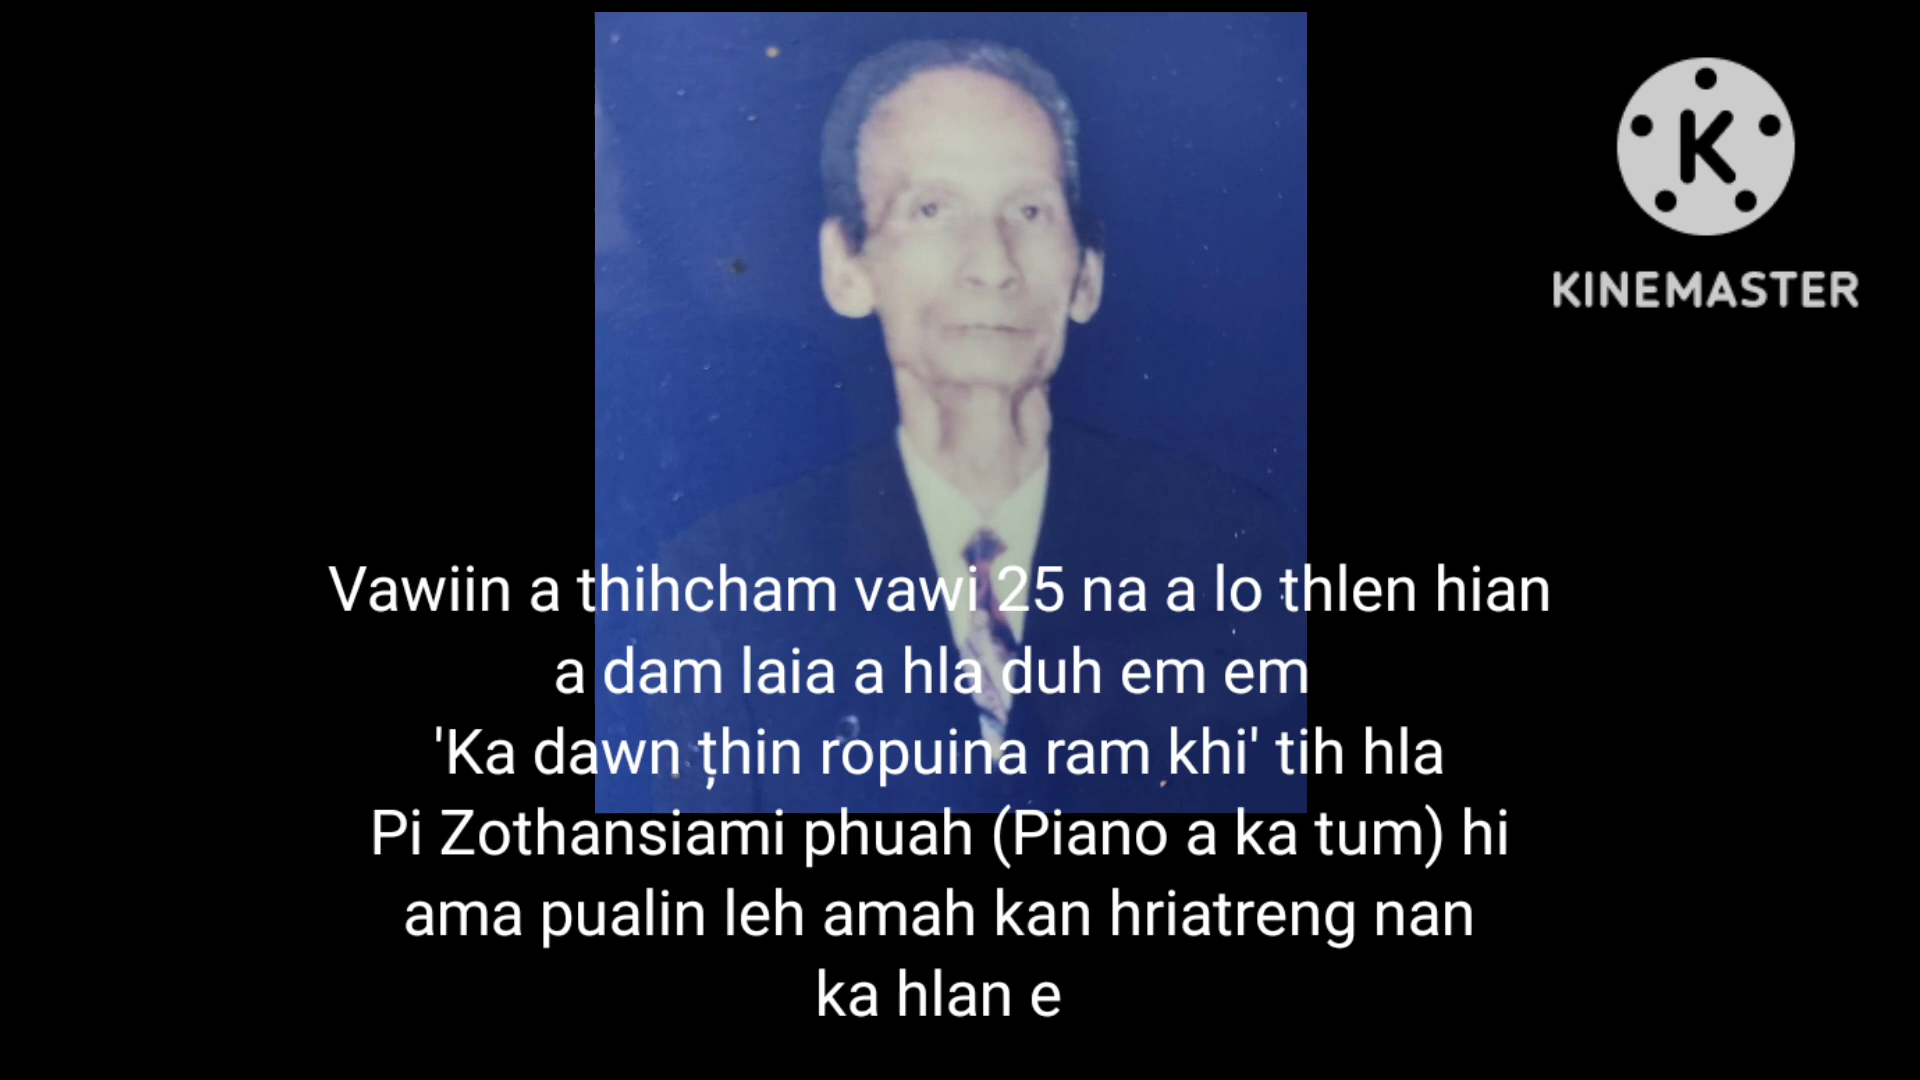 K
KINEMASTER
Vawiin a thihcham vawi 25 na a lo thlen hian
a dam laia a hla duh em em
'Ka dawn ṭhin ropuina ram khi' tih hla
Pi Zothansiami phuah (Piano a ka tum) hi
ama pualin leh amah kan hriatreng nan
ka hlan e